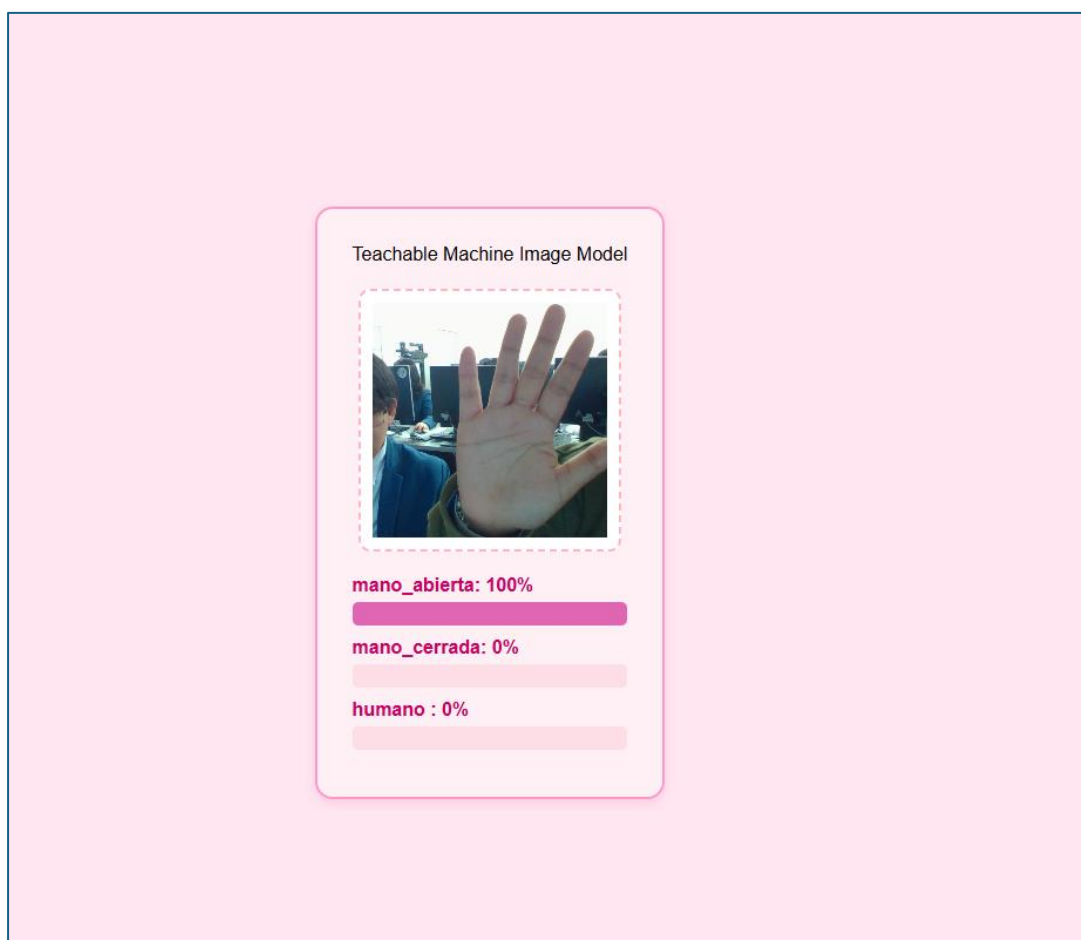 Teachable Machine Image Model
mano_abierta: 100%
mano_cerrada: 0%
humano : 0%